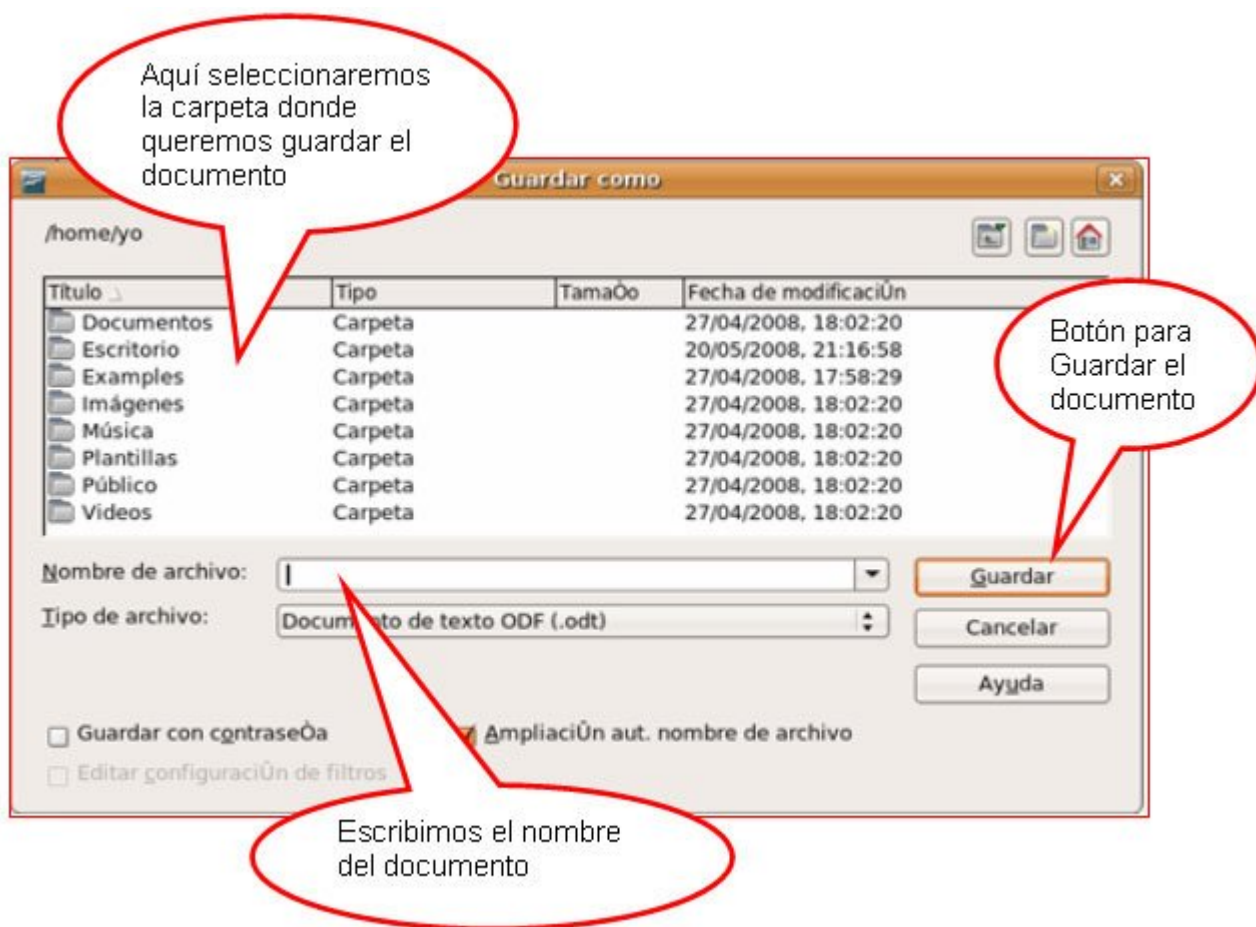 Aquí seleccionaremos
la carpeta donde
queremos guardar el
documento
Guardar como
/home/yo
Título Tipo TamaÒo Fecha de modificaciÛn
Documentos Carpeta 27/04/2008, 18:02:20
Escritorio Carpeta 20/05/2008, 21:16:58
Examples Carpeta 27/04/2008, 17:58:29
Imágenes Carpeta 27/04/2008, 18:02:20
Música Carpeta 27/04/2008, 18:02:20
Plantillas Carpeta 27/04/2008, 18:02:20
Público Carpeta 27/04/2008, 18:02:20
Videos Carpeta 27/04/2008, 18:02:20
Botón para
Guardar el
documento
Nombre de archivo:
Guardar
Tipo de archivo: Documento de texto ODF (.odt)
Cancelar
Ayuda
Guardar con contraseÒa AmpliaciÛn aut. nombre de archivo
Editar configuraciÛn de filtros
Escribimos el nombre
del documento